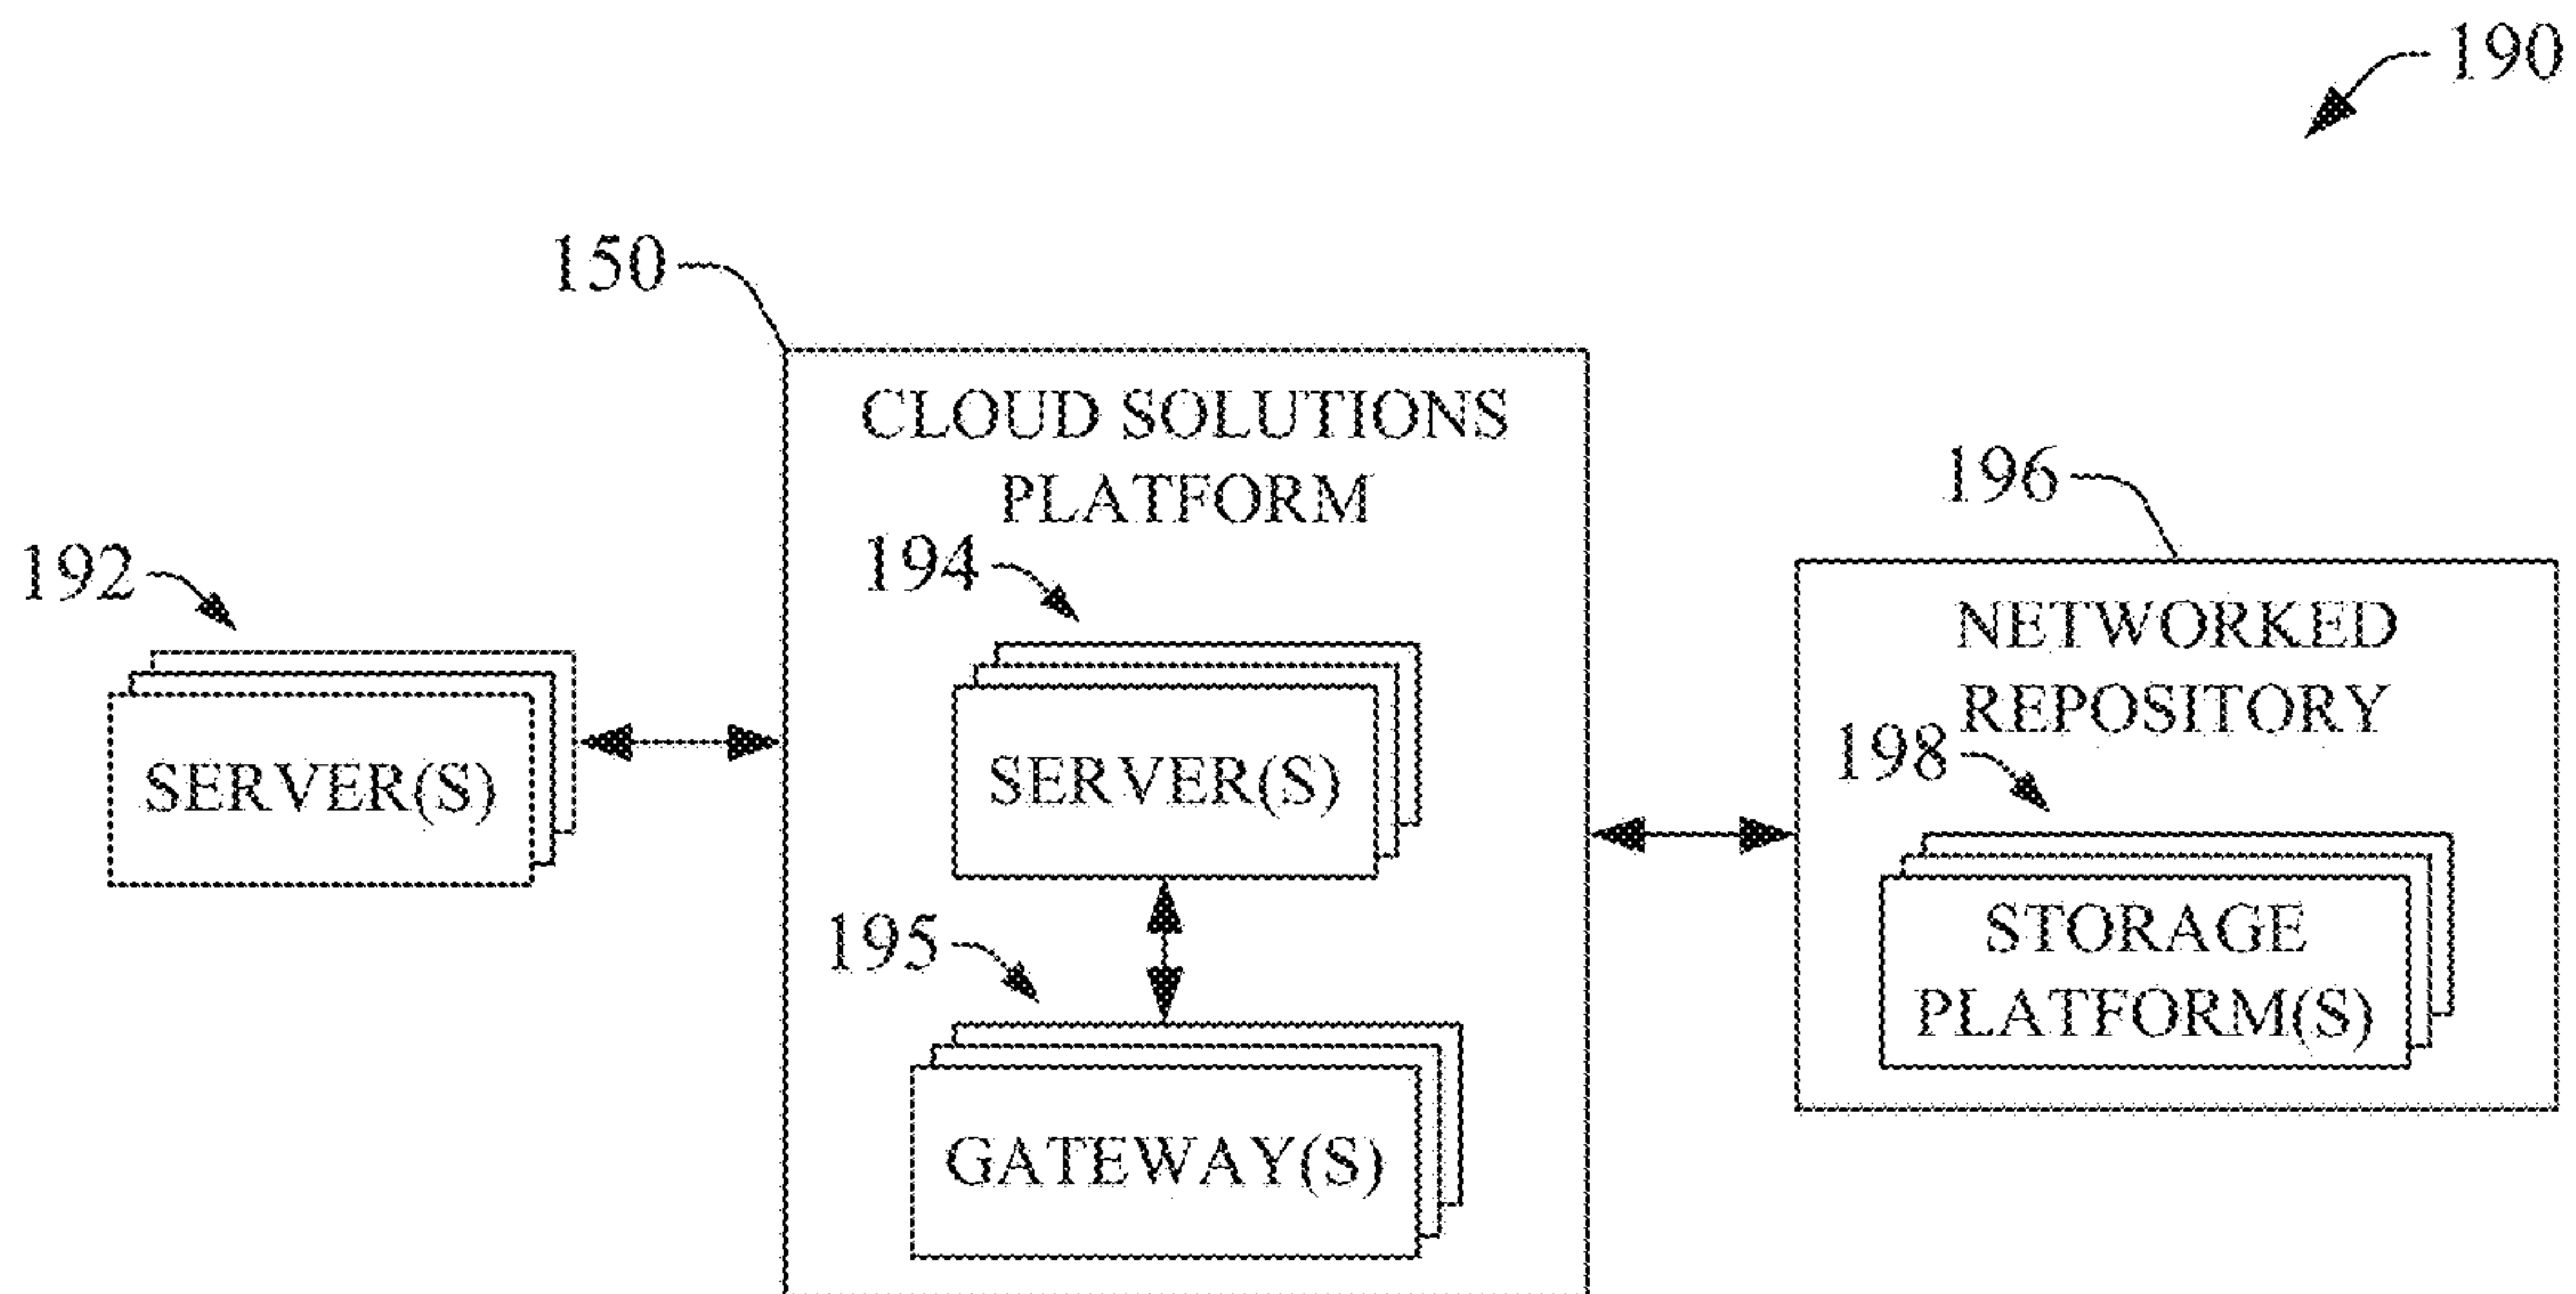 190
150
CLOUD SOLUTIONS
PLATFORM
196
192
194
NETWORKED
REPOSITORY
198
SERVER(S)
SERVER(S)
195
STORAGE
PLATFORM(S)
GATEWAY(S)